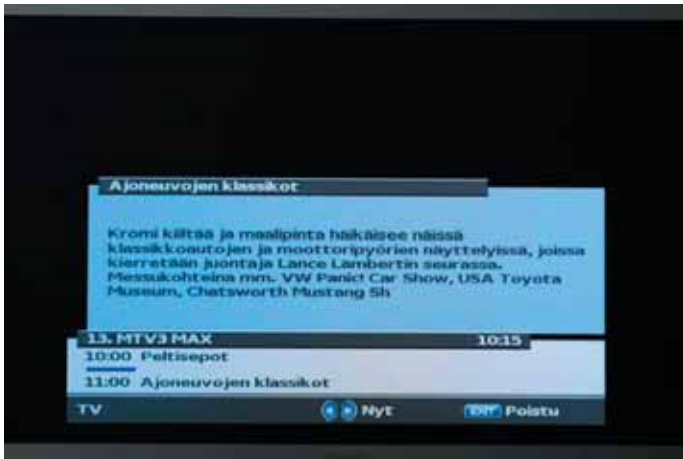 Ajoneuvojen klassikot
Kromi kiiltää ja maalipinta häikäisee näissä
klassikkoautojen ja moottoripyörien näyttelyissä, joissa
kierretään juontaja Lance Lambertin seurassa.
Messukohteina mm. VW Panic! Car Show, USA Toyota
Museum, Chatsworth Mustang Sh
13. MTV3 MAX 10:15
10:00 Peltisepot
11:00 Ajoneuvojen klassikot
TV Nyt EXIT Poistu